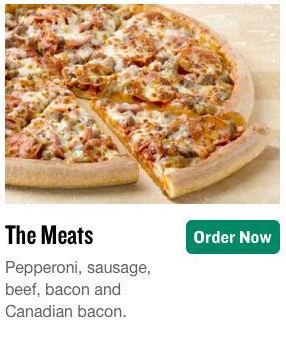 The Meats
Order Now
Pepperoni, sausage,
beef, bacon and
Canadian bacon.